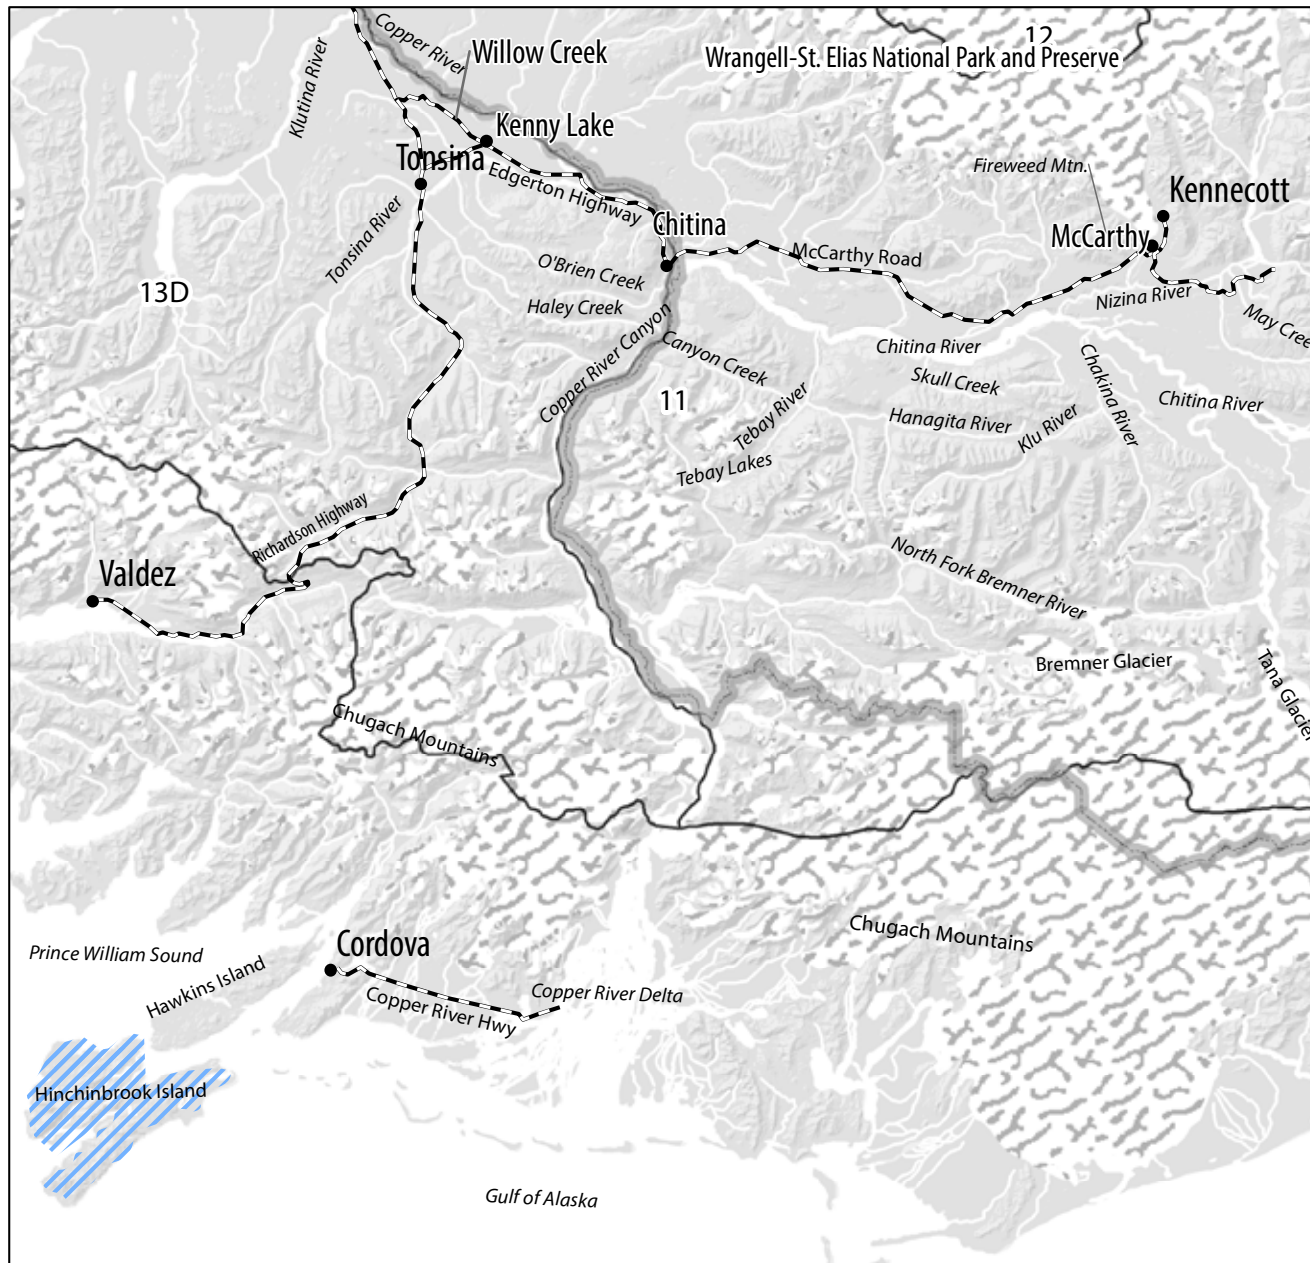 12
Wrangell-St. Elias National Park and Preserve
Copper River
Willow Creek
Klutina River
Kenny Lake
Tonsina
Edgerton Highway
Fireweed Mtn.
Kennecott
Tonsina River
Chitina
McCarthy
McCarthy Road
O'Brien Creek
13D
Haley Creek
Nizina River
May Cree
Copper River Canyon
Canyon Creek
Chitina River
Skull Creek
Chakina River
11
Tebay River
Hanagita River
Klu River
Chitina River
Tebay Lakes
Richardson Highway
Valdez
North Fork Bremner River
Bremner Glacier
Tana Glacier
Chugach Mountains
Chugach Mountains
Prince William Sound
Cordova
Hawkins Island
Copper River Delta
Copper River Hwy
Hinchinbrook Island
Gulf of Alaska